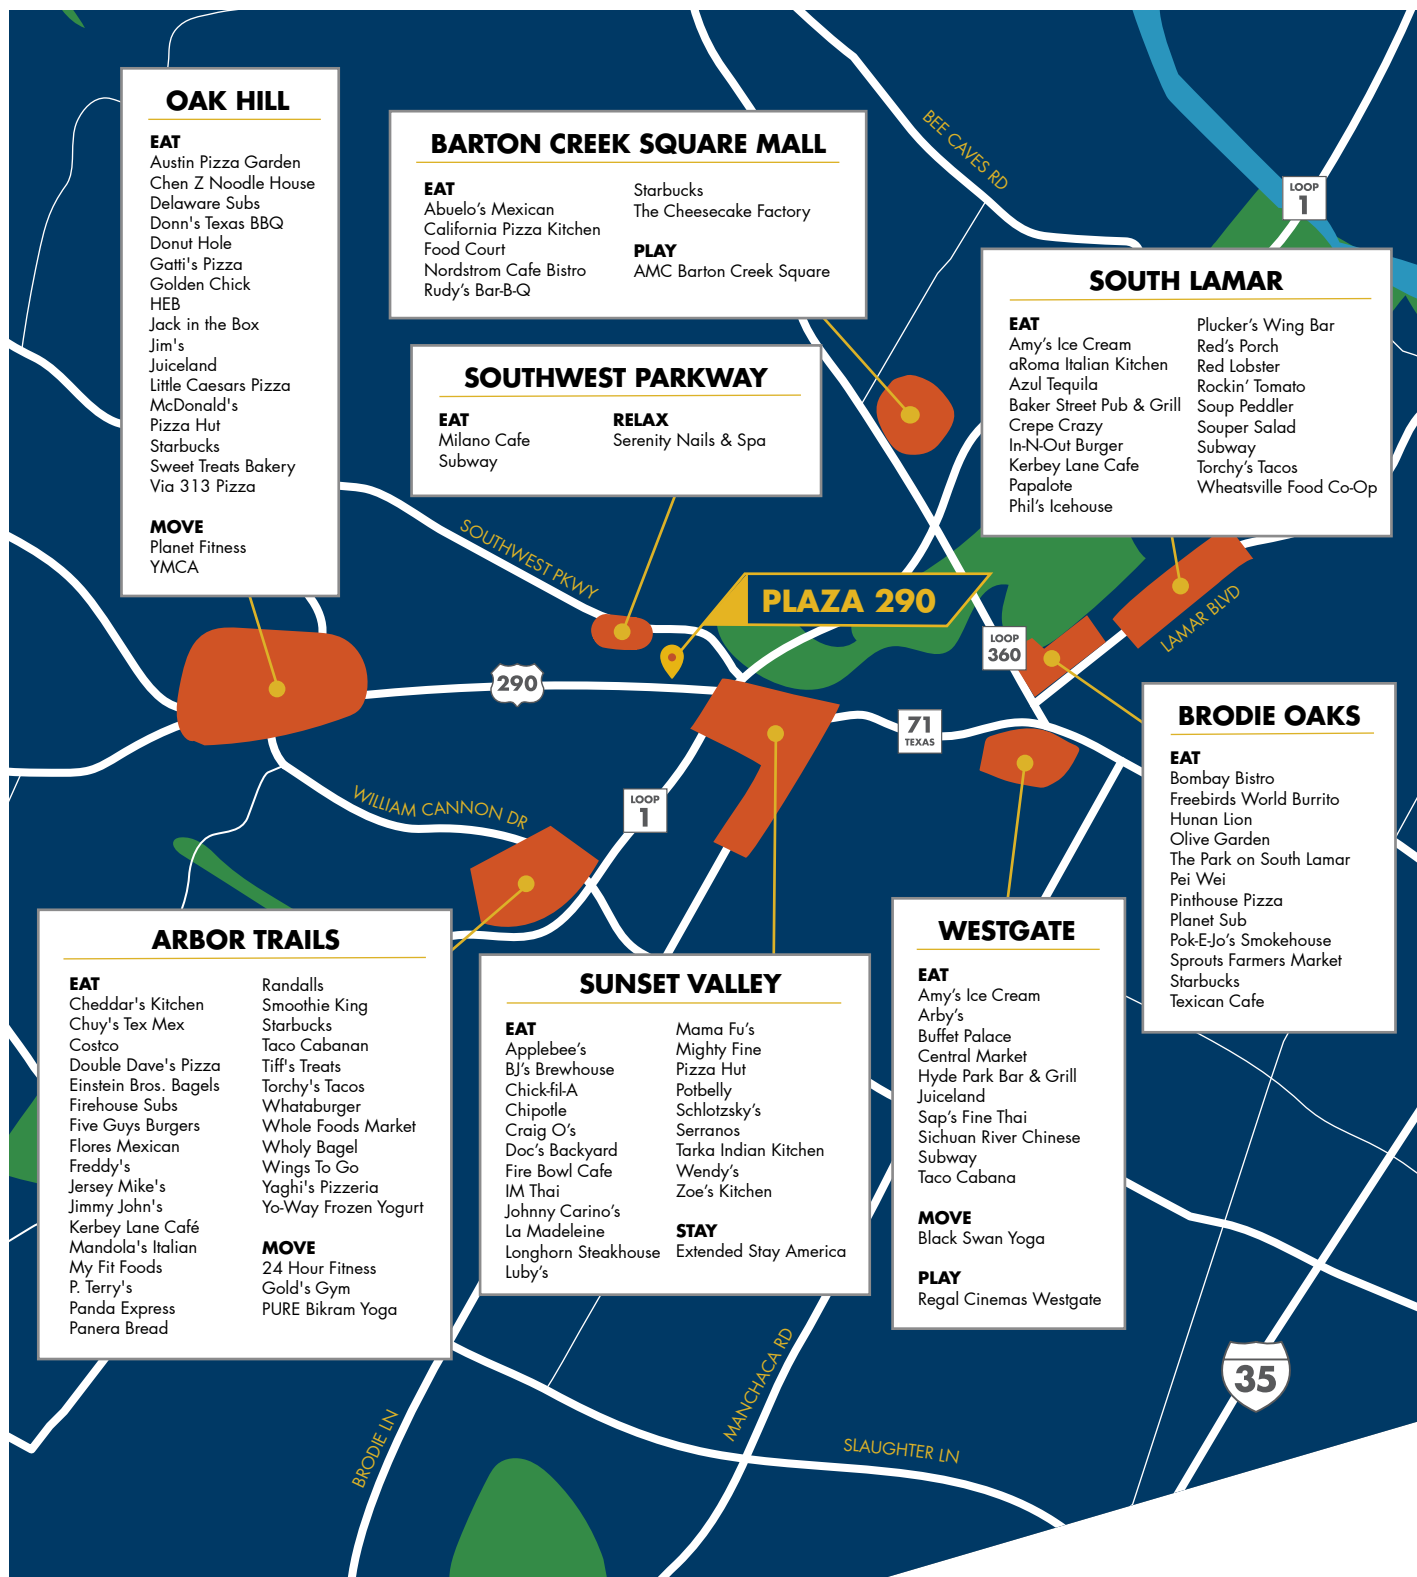 OAK HILL
EAT
Austin Pizza Garden
Chen Z Noodle House
Delaware Subs
Donn's Texas BBQ
Donut Hole
Gatti's Pizza
Golden Chick
HEB
Jack in the Box
Jim's
Juiceland
Little Caesars Pizza
McDonald's
Pizza Hut
Starbucks
Sweet Treats Bakery
Via 313 Pizza
MOVE
Planet Fitness
YMCA
BARTON CREEK SQUARE MALL
EAT
Abuelo’s Mexican
California Pizza Kitchen
Food Court
Nordstrom Cafe Bistro
Rudy’s Bar-B-Q
Starbucks
The Cheesecake Factory
PLAY
AMC Barton Creek Square
BEE CAVES RD
LOOP
1
SOUTH LAMAR
EAT
Amy’s Ice Cream
aRoma Italian Kitchen
Azul Tequila
Baker Street Pub & Grill
Crepe Crazy
In-N-Out Burger
Kerbey Lane Cafe
Papalote
Phil’s Icehouse
Plucker’s Wing Bar
Red’s Porch
Red Lobster
Rockin’ Tomato
Soup Peddler
Souper Salad
Subway
Torchy’s Tacos
Wheatsville Food Co-Op
SOUTHWEST PARKWAY
EAT
Milano Cafe
Subway
RELAX
Serenity Nails & Spa
SOUTHWEST PKWY
PLAZA 290
LAMAR BLVD
LOOP
360
290
71
TEXAS
WILLIAM CANNON DR
LOOP
1
BRODIE OAKS
EAT
Bombay Bistro
Freebirds World Burrito
Hunan Lion
Olive Garden
The Park on South Lamar
Pei Wei
Pinthouse Pizza
Planet Sub
Pok-E-Jo’s Smokehouse
Sprouts Farmers Market
Starbucks
Texican Cafe
ARBOR TRAILS
EAT
Cheddar's Kitchen
Chuy's Tex Mex
Costco
Double Dave's Pizza
Einstein Bros. Bagels
Firehouse Subs
Five Guys Burgers
Flores Mexican
Freddy's
Jersey Mike's
Jimmy John's
Kerbey Lane Café
Mandola's Italian
My Fit Foods
P. Terry's
Panda Express
Panera Bread
Randalls
Smoothie King
Starbucks
Taco Cabanan
Tiff's Treats
Torchy's Tacos
Whataburger
Whole Foods Market
Wholy Bagel
Wings To Go
Yaghi's Pizzeria
Yo-Way Frozen Yogurt
MOVE
24 Hour Fitness
Gold's Gym
PURE Bikram Yoga
SUNSET VALLEY
EAT
Applebee’s
BJ’s Brewhouse
Chick-fil-A
Chipotle
Craig O’s
Doc’s Backyard
Fire Bowl Cafe
IM Thai
Johnny Carino’s
La Madeleine
Longhorn Steakhouse
Luby’s
Mama Fu’s
Mighty Fine
Pizza Hut
Potbelly
Schlotzsky’s
Serranos
Tarka Indian Kitchen
Wendy’s
Zoe’s Kitchen
STAY
Extended Stay America
WESTGATE
EAT
Amy’s Ice Cream
Arby’s
Buffet Palace
Central Market
Hyde Park Bar & Grill
Juiceland
Sap’s Fine Thai
Sichuan River Chinese
Subway
Taco Cabana
MOVE
Black Swan Yoga
PLAY
Regal Cinemas Westgate
35
BRODIE LN
MANCHACA RD
SLAUGHTER LN